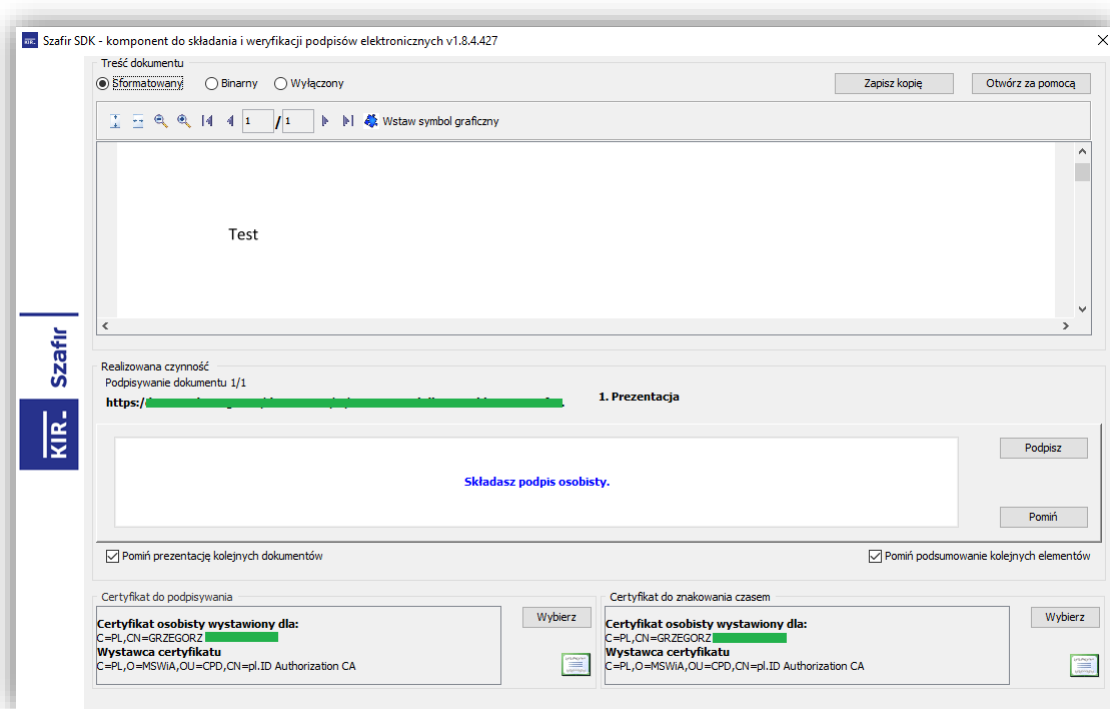 KIR. Szafir SDK - komponent do składania i weryfikacji podpisów elektronicznych v1.8.4.427
Treść dokumentu
Sformatowany Binarny Wyłączony Zapisz kopię Otwórz za pomocą
1 / 1 Wstaw symbol graficzny
Test
KIR. Szafir
Realizowana czynność
Podpisywanie dokumentu 1/1
https:/ 1. Prezentacja
Składasz podpis osobisty.
Podpisz
Pomiń
Pomiń prezentację kolejnych dokumentów Pomiń podsumowanie kolejnych elementów
Certyfikat do podpisywania
Certyfikat osobisty wystawiony dla:
C=PL,CN=GRZEGORZ
Wystawca certyfikatu
C=PL,O=MSWiA,OU=CPD,CN=pl.ID Authorization CA
Wybierz
Certyfikat do znakowania czasem
Certyfikat osobisty wystawiony dla:
C=PL,CN=GRZEGORZ
Wystawca certyfikatu
C=PL,O=MSWiA,OU=CPD,CN=pl.ID Authorization CA
Wybierz